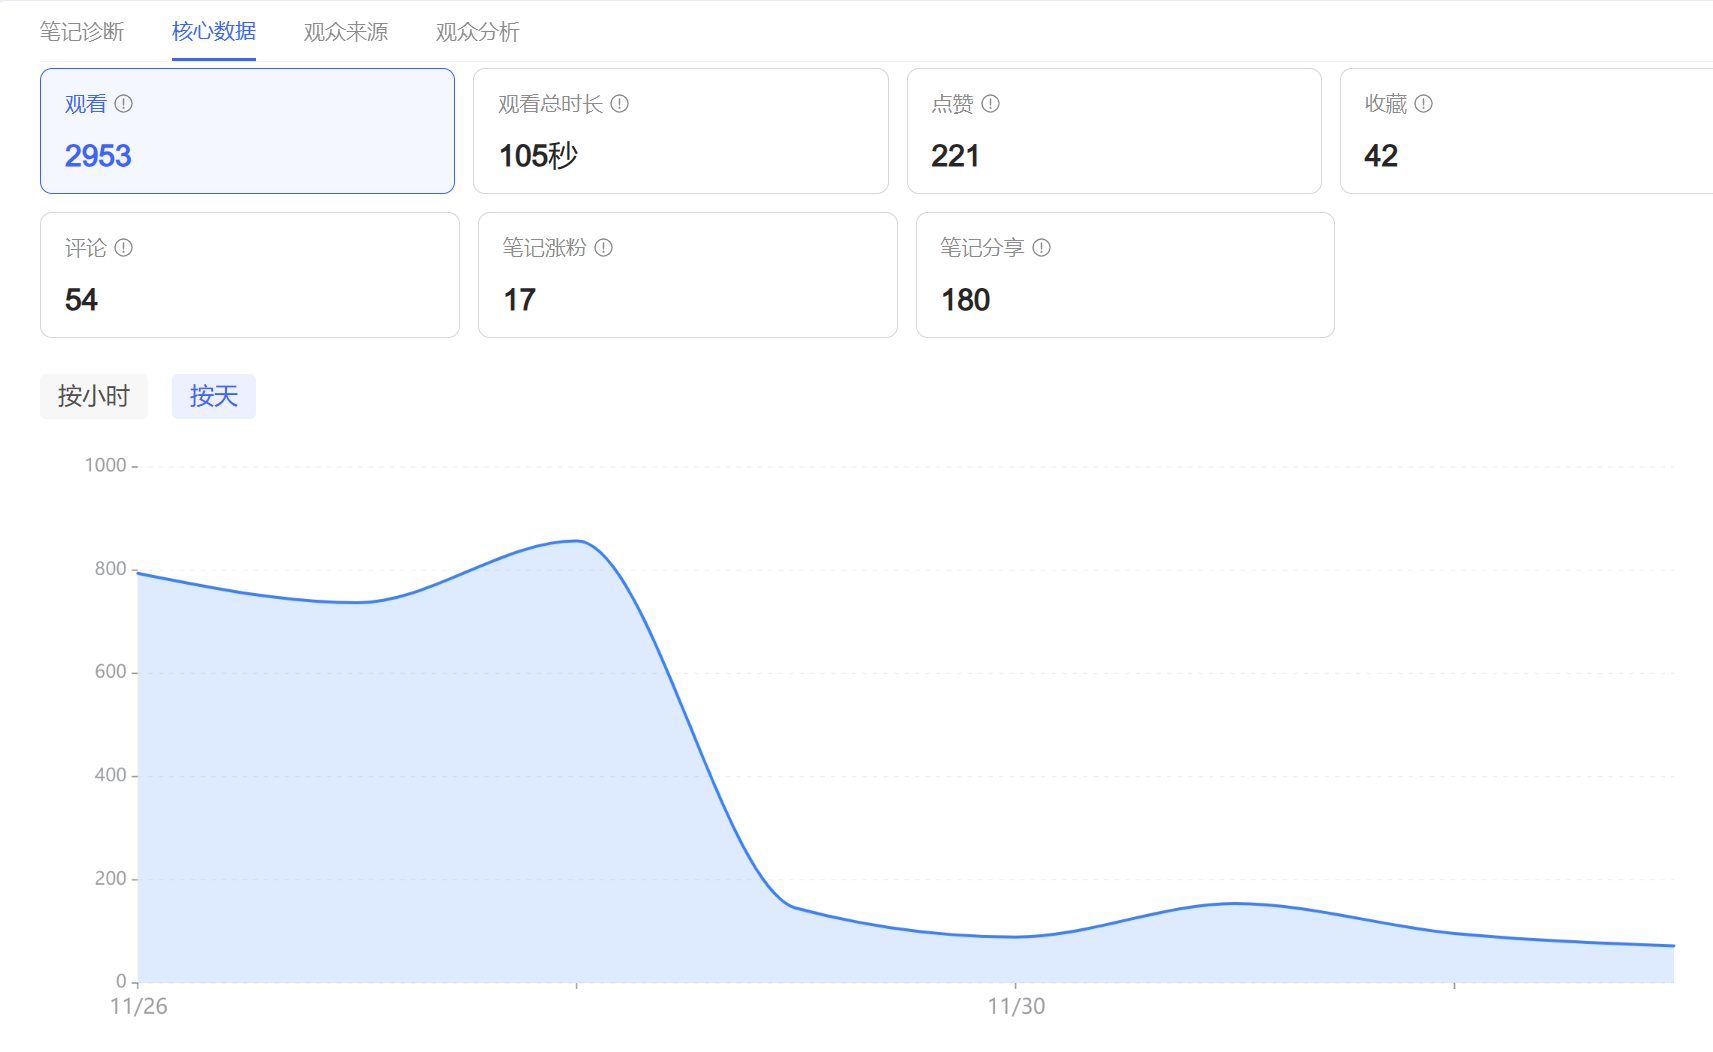 笔记诊断 核心数据 观众来源 观众分析
观看 观看总时长 点赞 收藏
2953 105秒 221 42
评论 笔记涨粉 笔记分享
54 17 180
按小时 按天
1000
800
600
400
200
0
11/26 11/30